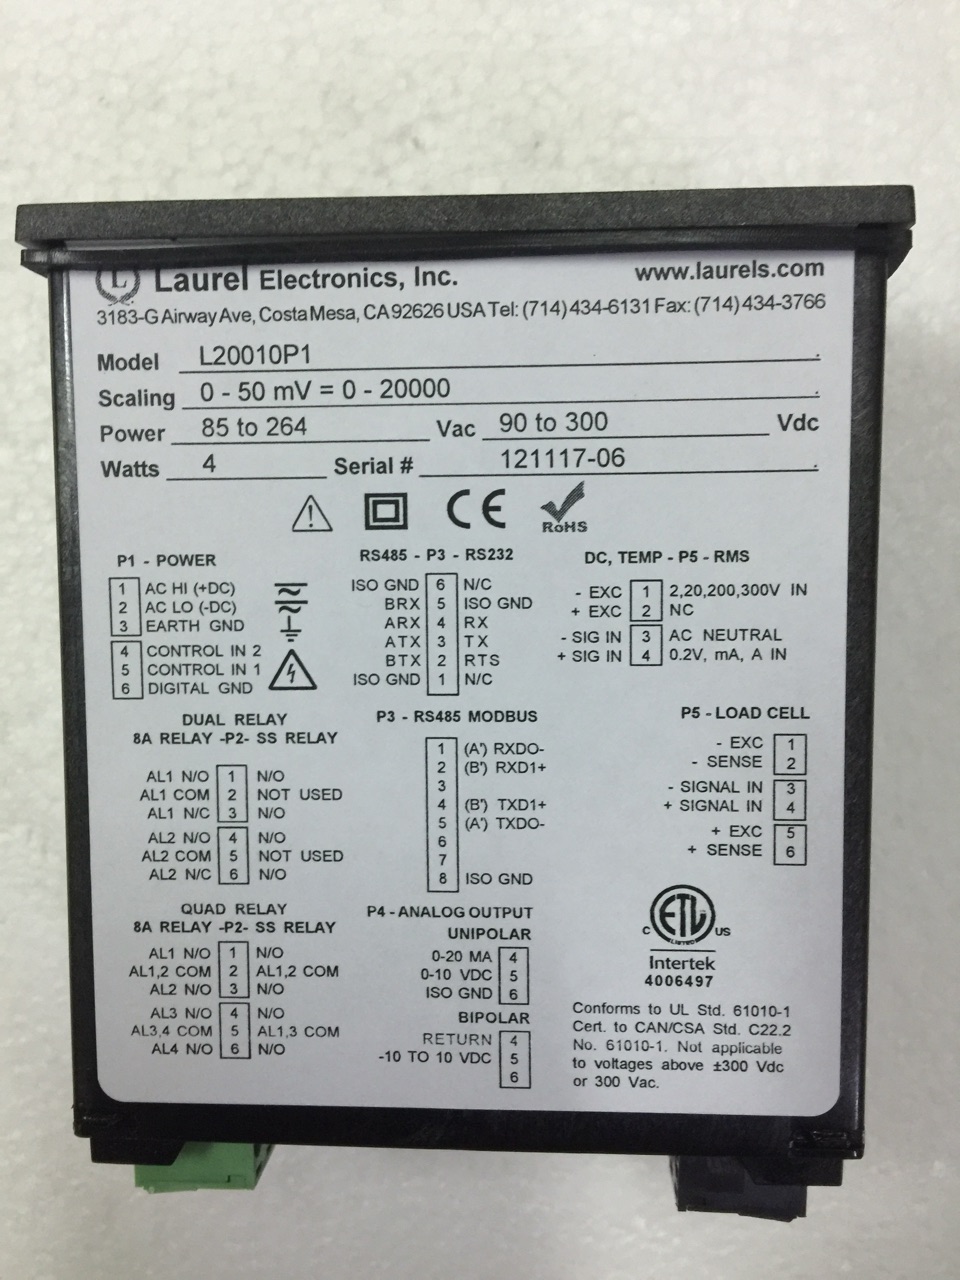 L Laurel Electronics, Inc. www.laurels.com
3183-G Airway Ave, Costa Mesa, CA 92626 USA Tel: (714) 434-6131 Fax: (714) 434-3766
Model L20010P1
Scaling 0 - 50 mV = 0 - 20000
Power 85 to 264 Vac 90 to 300 Vdc
Watts 4 Serial # 121117-06
CE RoHS
P1 - POWER
1 AC HI (+DC)
2 AC LO (-DC)
3 EARTH GND
4 CONTROL IN 2
5 CONTROL IN 1
6 DIGITAL GND
RS485 - P3 - RS232
ISO GND 6 N/C
BRX 5 ISO GND
ARX 4 RX
ATX 3 TX
BTX 2 RTS
ISO GND 1 N/C
DC, TEMP - P5 - RMS
- EXC 1 2,20,200,300V IN
+ EXC 2 NC
- SIG IN 3 AC NEUTRAL
+ SIG IN 4 0.2V, mA, A IN
DUAL RELAY
8A RELAY -P2- SS RELAY
AL1 N/O 1 N/O
AL1 COM 2 NOT USED
AL1 N/C 3 N/O
AL2 N/O 4 N/O
AL2 COM 5 NOT USED
AL2 N/C 6 N/O
P3 - RS485 MODBUS
1 (A') RXDO-
2 (B') RXD1+
3
4 (B') TXD1+
5 (A') TXDO-
6
7
8 ISO GND
P5 - LOAD CELL
- EXC 1
- SENSE 2
- SIGNAL IN 3
+ SIGNAL IN 4
+ EXC 5
+ SENSE 6
QUAD RELAY
8A RELAY -P2- SS RELAY
AL1 N/O 1 N/O
AL1,2 COM 2 AL1,2 COM
AL2 N/O 3 N/O
AL3 N/O 4 N/O
AL3,4 COM 5 AL1,3 COM
AL4 N/O 6 N/O
P4 - ANALOG OUTPUT
UNIPOLAR
0-20 MA 4
0-10 VDC 5
ISO GND 6
BIPOLAR
RETURN 4
-10 TO 10 VDC 5
6
C ETL US
LISTED
Intertek
4006497
Conforms to UL Std. 61010-1
Cert. to CAN/CSA Std. C22.2
No. 61010-1. Not applicable
to voltages above ±300 Vdc
or 300 Vac.